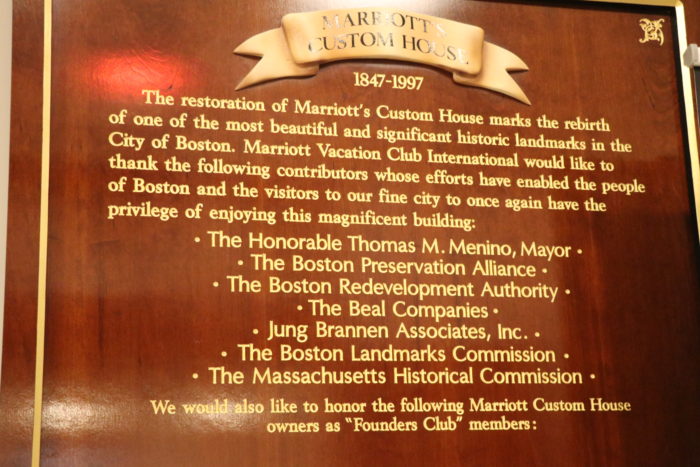 MARRIOTT'S
CUSTOM HOUSE
1847-1997
The restoration of Marriott's Custom House marks the rebirth
of one of the most beautiful and significant historic landmarks in the
City of Boston. Marriott Vacation Club International would like to
thank the following contributors whose efforts have enabled the people
of Boston and the visitors to our fine city to once again have the
privilege of enjoying this magnificent building:
• The Honorable Thomas M. Menino, Mayor •
• The Boston Preservation Alliance •
• The Boston Redevelopment Authority •
• The Beal Companies •
• Jung Brannen Associates, Inc. •
• The Boston Landmarks Commission •
• The Massachusetts Historical Commission •
We would also like to honor the following Marriott Custom House
owners as "Founders Club" members: